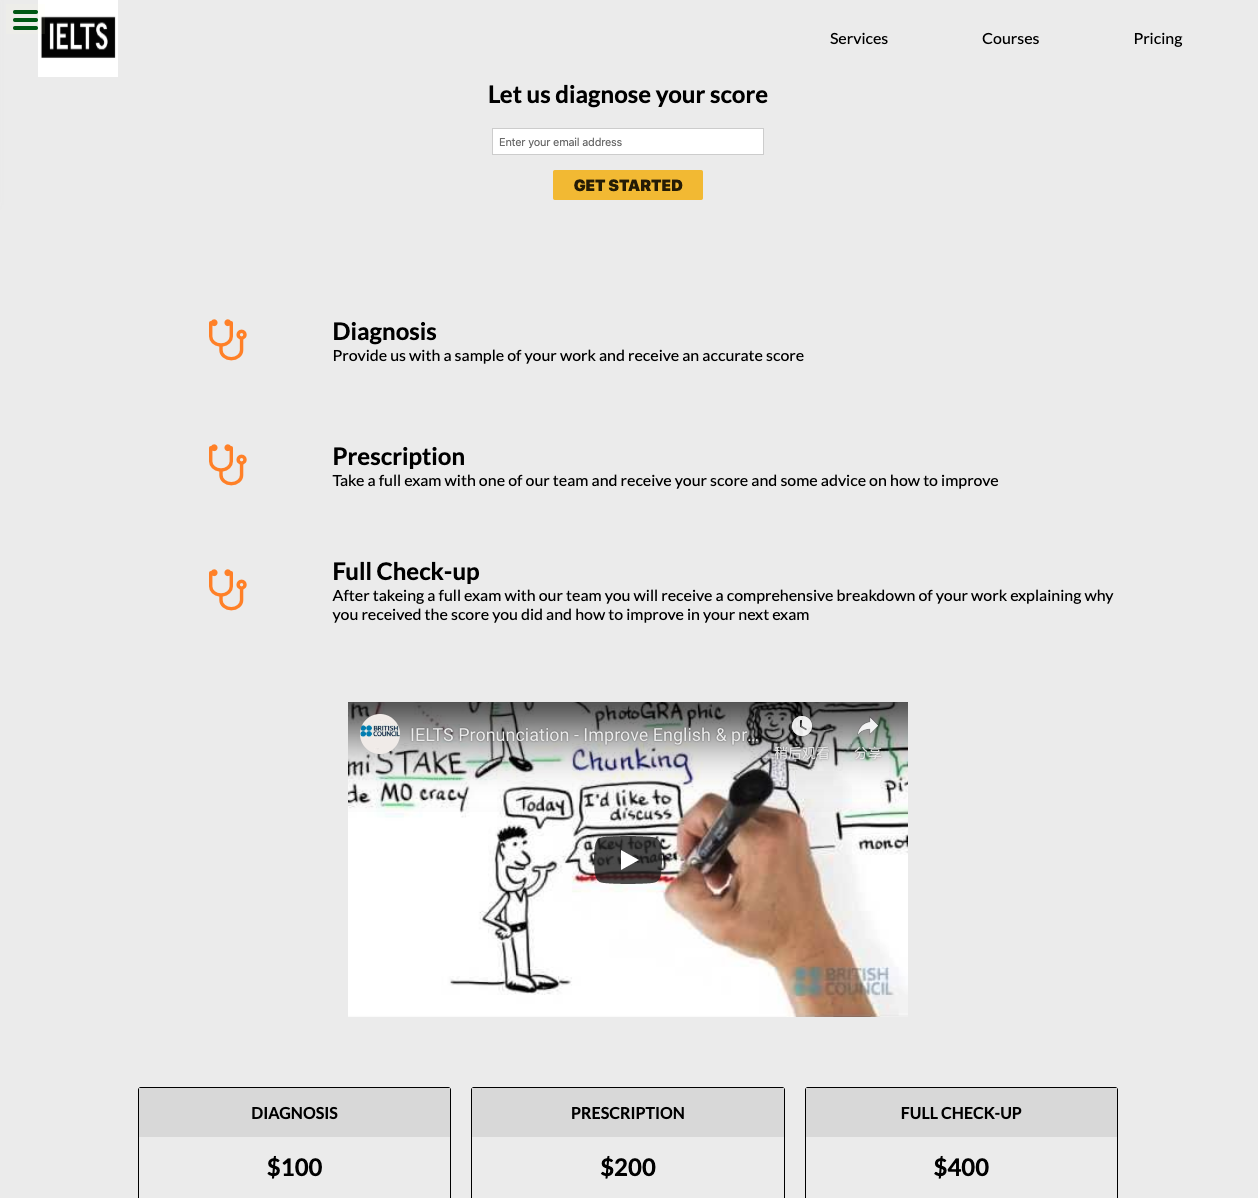 IELTS
Services
Courses
Pricing
Let us diagnose your score
Enter your email address
GET STARTED
Diagnosis
Provide us with a sample of your work and receive an accurate score
Prescription
Take a full exam with one of our team and receive your score and some advice on how to improve
Full Check-up
After takeing a full exam with our team you will receive a comprehensive breakdown of your work explaining why
you received the score you did and how to improve in your next exam
photoGRAphic
BRITISH
COUNCIL
IELTS Pronunciation - Improve English & pr...
稍后观看
分享
miSTAKE
Chunking
de MOcracy
Today
I'd like to
discuss
a key topic
for manager
BRITISH
COUNCIL
DIAGNOSIS
PRESCRIPTION
FULL CHECK-UP
$100
$200
$400